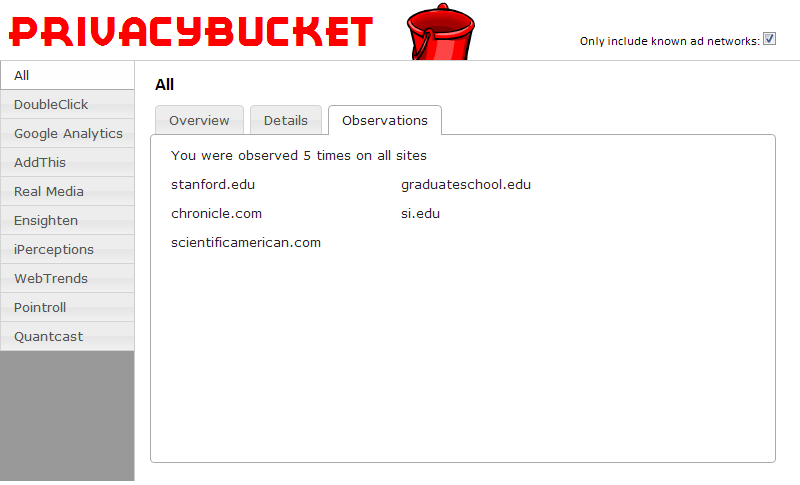 PRIVACYBUCKET
Only include known ad networks:
All
DoubleClick
Google Analytics
AddThis
Real Media
Ensighten
iPerceptions
WebTrends
Pointroll
Quantcast
All
Overview Details Observations
You were observed 5 times on all sites
stanford.edu graduateschool.edu
chronicle.com si.edu
scientificamerican.com